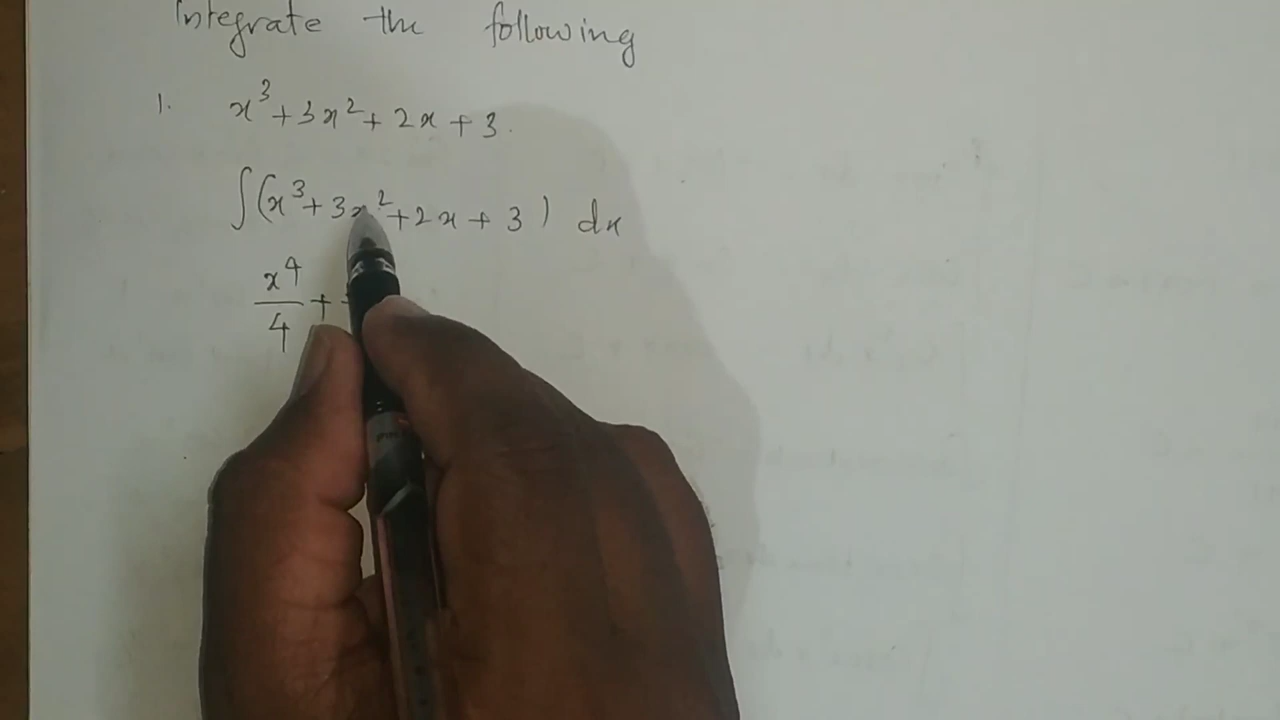 Integrate the following
1. x³ + 3x² + 2x + 3.
∫(x³ + 3x² + 2x + 3) dx
x⁴/4 +